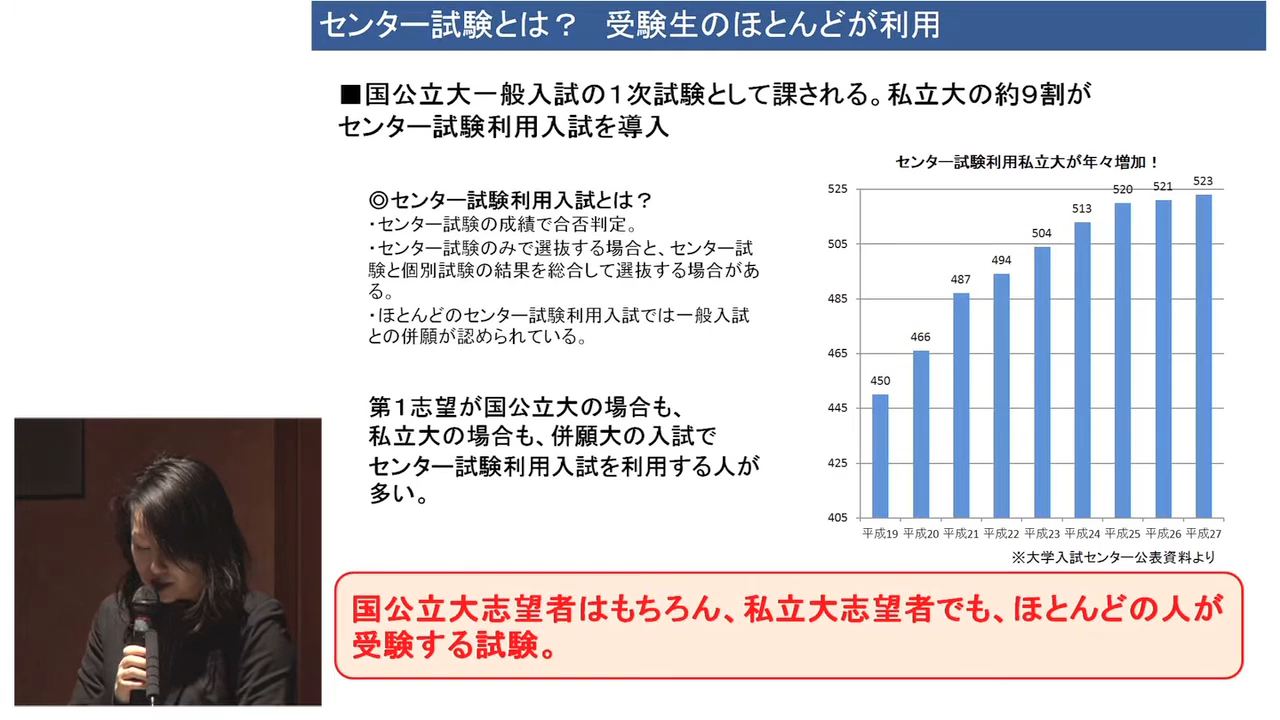 センター試験とは？　受験生のほとんどが利用
■国公立大一般入試の１次試験として課される。私立大の約９割が
センター試験利用入試を導入
◎センター試験利用入試とは？
・センター試験の成績で合否判定。
・センター試験のみで選抜する場合と、センター試
験と個別試験の結果を総合して選抜する場合があ
る。
・ほとんどのセンター試験利用入試では一般入試
との併願が認められている。
第１志望が国公立大の場合も、
私立大の場合も、併願大の入試で
センター試験利用入試を利用する人が
多い。
センター試験利用私立大が年々増加！
525
505
485
465
445
425
405
450
466
487
494
504
513
520
521
523
平成19 平成20 平成21 平成22 平成23 平成24 平成25 平成26 平成27
※大学入試センター公表資料より
国公立大志望者はもちろん、私立大志望者でも、ほとんどの人が
受験する試験。